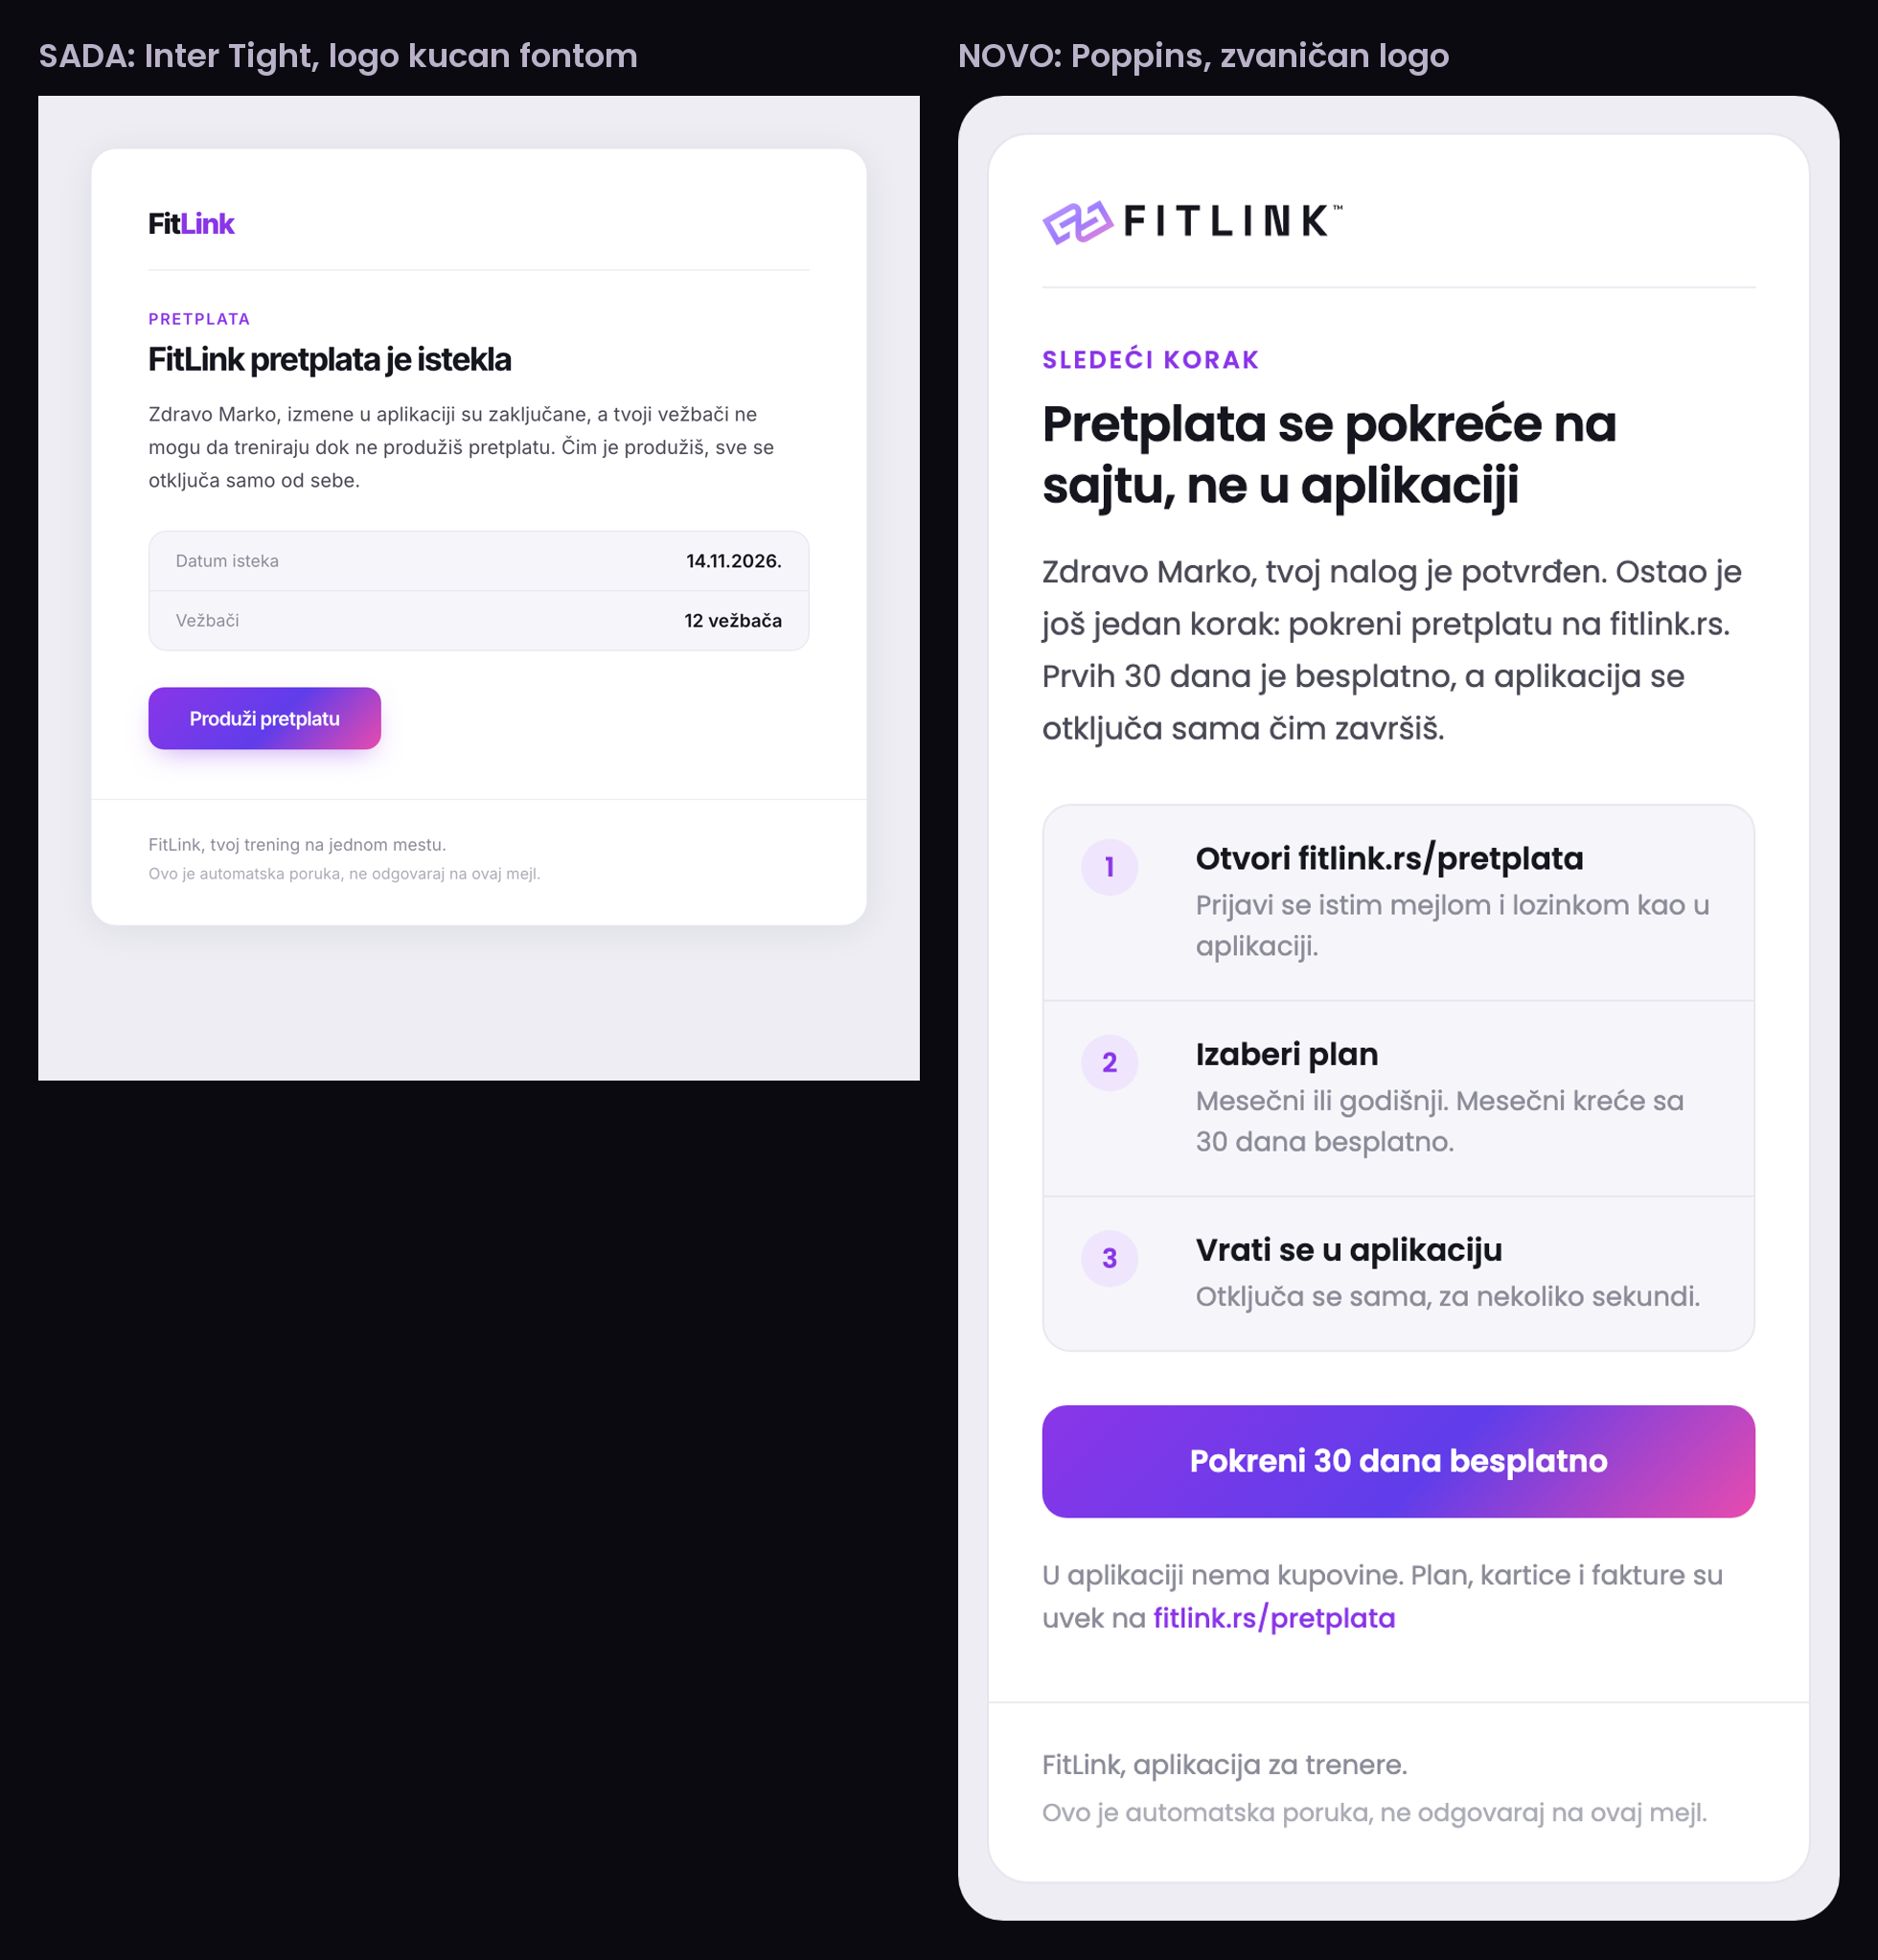 SADA: Inter Tight, logo kucan fontom
FitLink
PRETPLATA
FitLink pretplata je istekla
Zdravo Marko, izmene u aplikaciji su zaključane, a tvoji vežbači ne
mogu da treniraju dok ne produžiš pretplatu. Čim je produžiš, sve se
otključa samo od sebe.
Datum isteka 14.11.2026.
Vežbači 12 vežbača
Produži pretplatu
FitLink, tvoj trening na jednom mestu.
Ovo je automatska poruka, ne odgovaraj na ovaj mejl.
NOVO: Poppins, zvaničan logo
FITLINK™
SLEDEĆI KORAK
Pretplata se pokreće na
sajtu, ne u aplikaciji
Zdravo Marko, tvoj nalog je potvrđen. Ostao je
još jedan korak: pokreni pretplatu na fitlink.rs.
Prvih 30 dana je besplatno, a aplikacija se
otključa sama čim završiš.
1 Otvori fitlink.rs/pretplata
Prijavi se istim mejlom i lozinkom kao u
aplikaciji.
2 Izaberi plan
Mesečni ili godišnji. Mesečni kreće sa
30 dana besplatno.
3 Vrati se u aplikaciju
Otključa se sama, za nekoliko sekundi.
Pokreni 30 dana besplatno
U aplikaciji nema kupovine. Plan, kartice i fakture su
uvek na fitlink.rs/pretplata
FitLink, aplikacija za trenere.
Ovo je automatska poruka, ne odgovaraj na ovaj mejl.